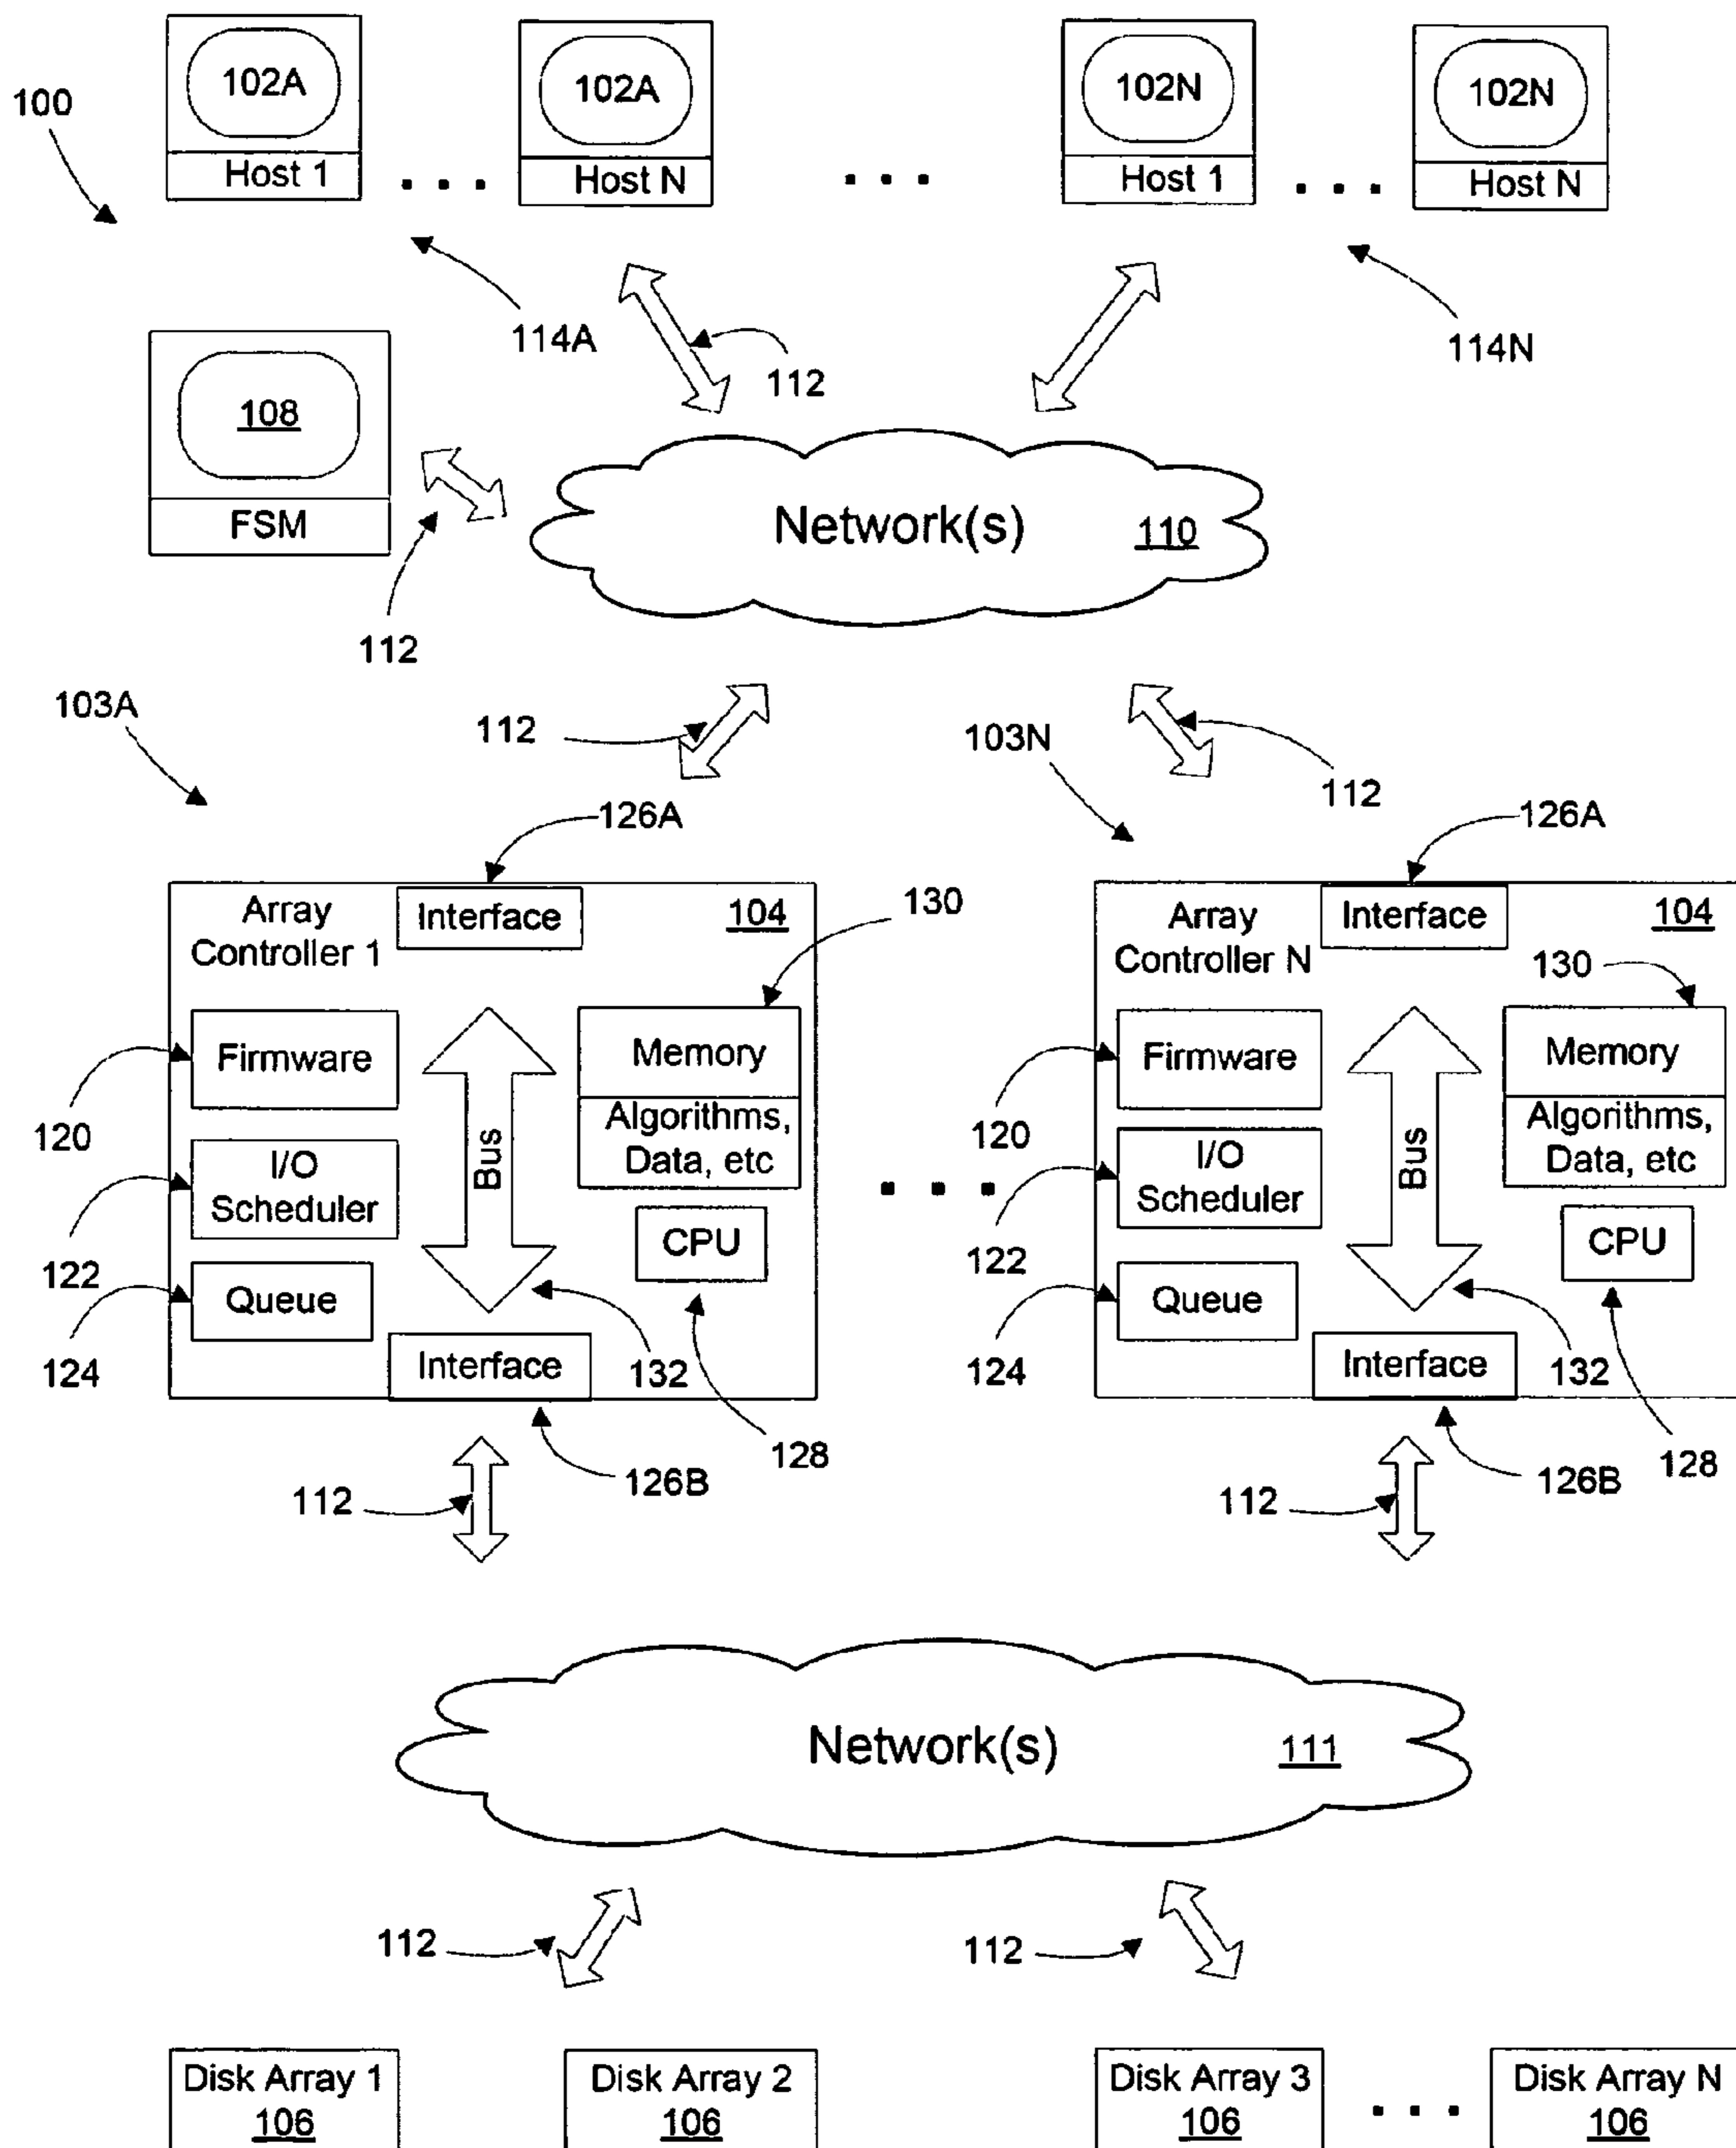 102A
102A
102N
102N
100
Host 1
. . .
Host N
. . .
Host 1
. . .
Host N
114A
112
114N
108
FSM
Network(s)
110
112
103A
112
103N
112
126A
126A
Array
Controller 1
Interface
104
130
Array
Controller N
Interface
104
130
Firmware
Memory
Firmware
Memory
120
Bus
Algorithms,
Data, etc
120
Bus
Algorithms,
Data, etc
I/O
Scheduler
. . .
I/O
Scheduler
122
CPU
122
CPU
Queue
Queue
124
Interface
132
124
Interface
132
128
128
112
126B
112
126B
Network(s)
111
112
112
Disk Array 1
106
Disk Array 2
106
Disk Array 3
106
. . .
Disk Array N
106